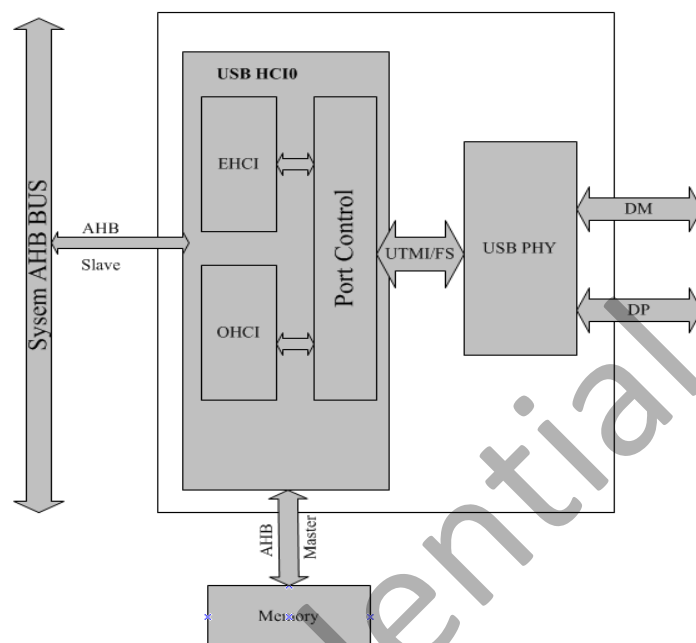 USB HCI0
EHCI
OHCI
Port Control
Sysem AHB BUS
AHB
Slave
UTMI/FS
USB PHY
DM
DP
AHB
Master
Memory
ential